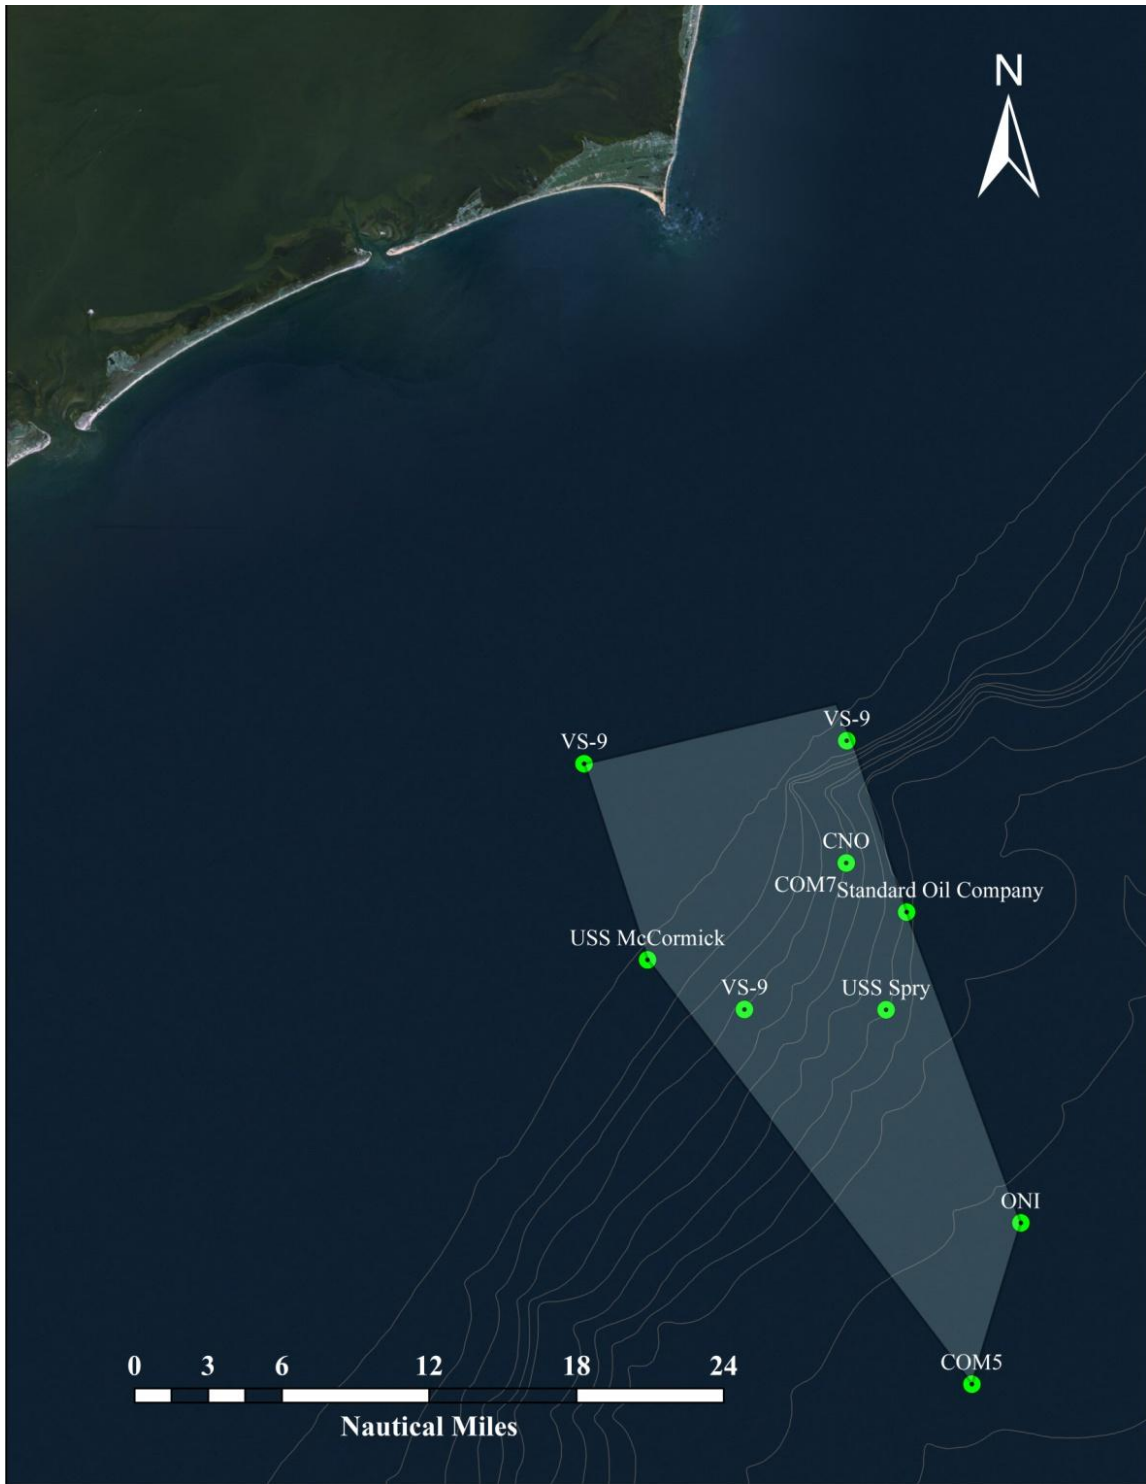 N
VS-9
VS-9
CNO
COM7
Standard Oil Company
USS McCormick
VS-9
USS Spry
ONI
COM5
0 3 6 12 18 24
Nautical Miles